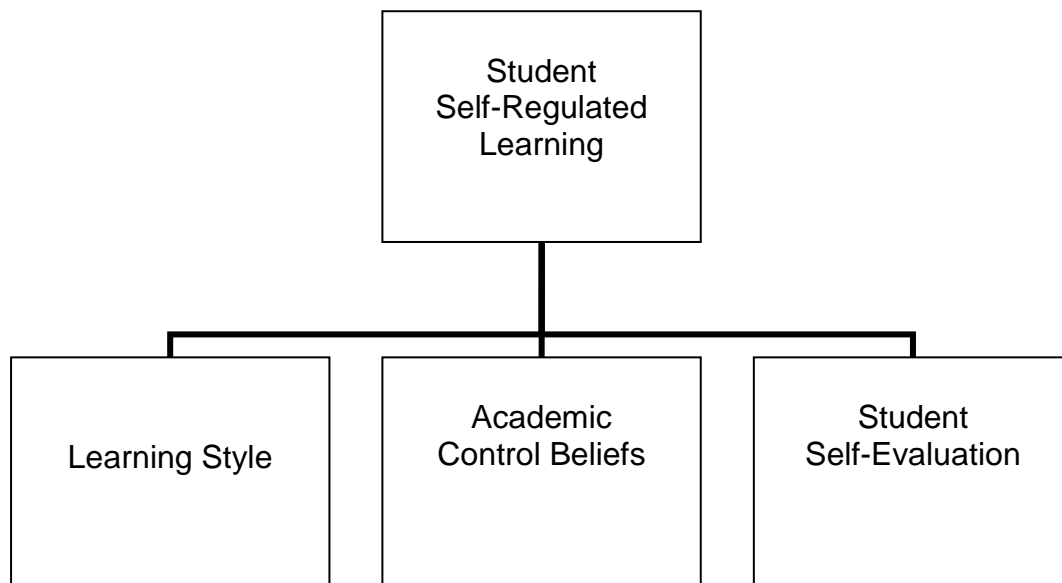 Student
Self-Regulated
Learning
Learning Style
Academic
Control Beliefs
Student
Self-Evaluation